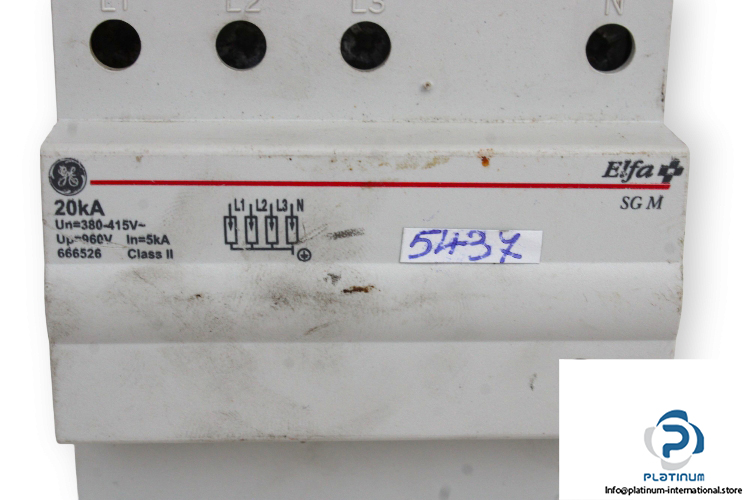 L1 L2 L3 N
GE
Elfa
SG M
20kA
Un=380-415V~
Up=960V In=5kA
666526 Class II
L1 L2 L3 N
5437
PLATINUM
Info@platinum-international.store